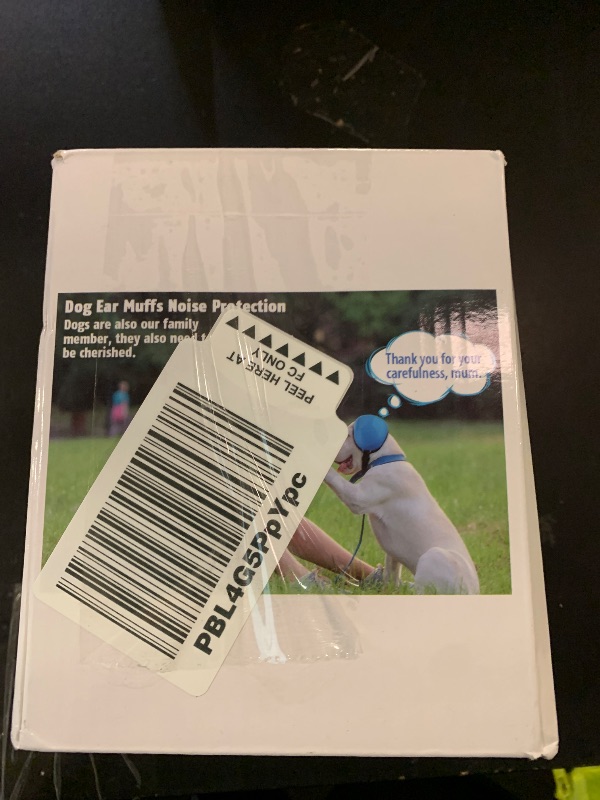 Dog Ear Muffs Noise Protection
Dogs are also our family
member, they also need t
be cherished.
Thank you for your
carefulness, mum.
PEEL HERE AT
FC ONLY
PBL4G5PpYpc